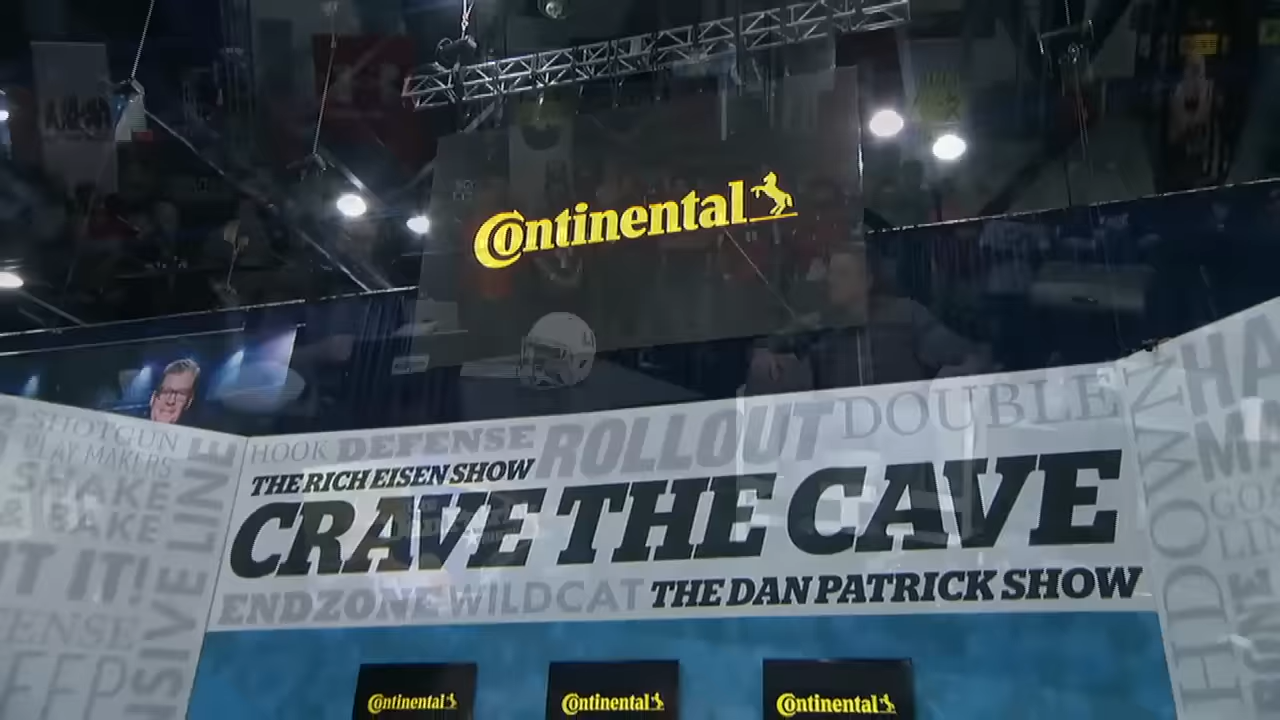 Continental
SHOTGUN
PLAY MAKERS
SHAKE
& BAKE
IT!
HOOK DEFENSE ROLLOUT DOUBLE
THE RICH EISEN SHOW
CRAVE THE CAVE
ENDZONE WILDCAT THE DAN PATRICK SHOW
LINE
Continental
Continental
Continental